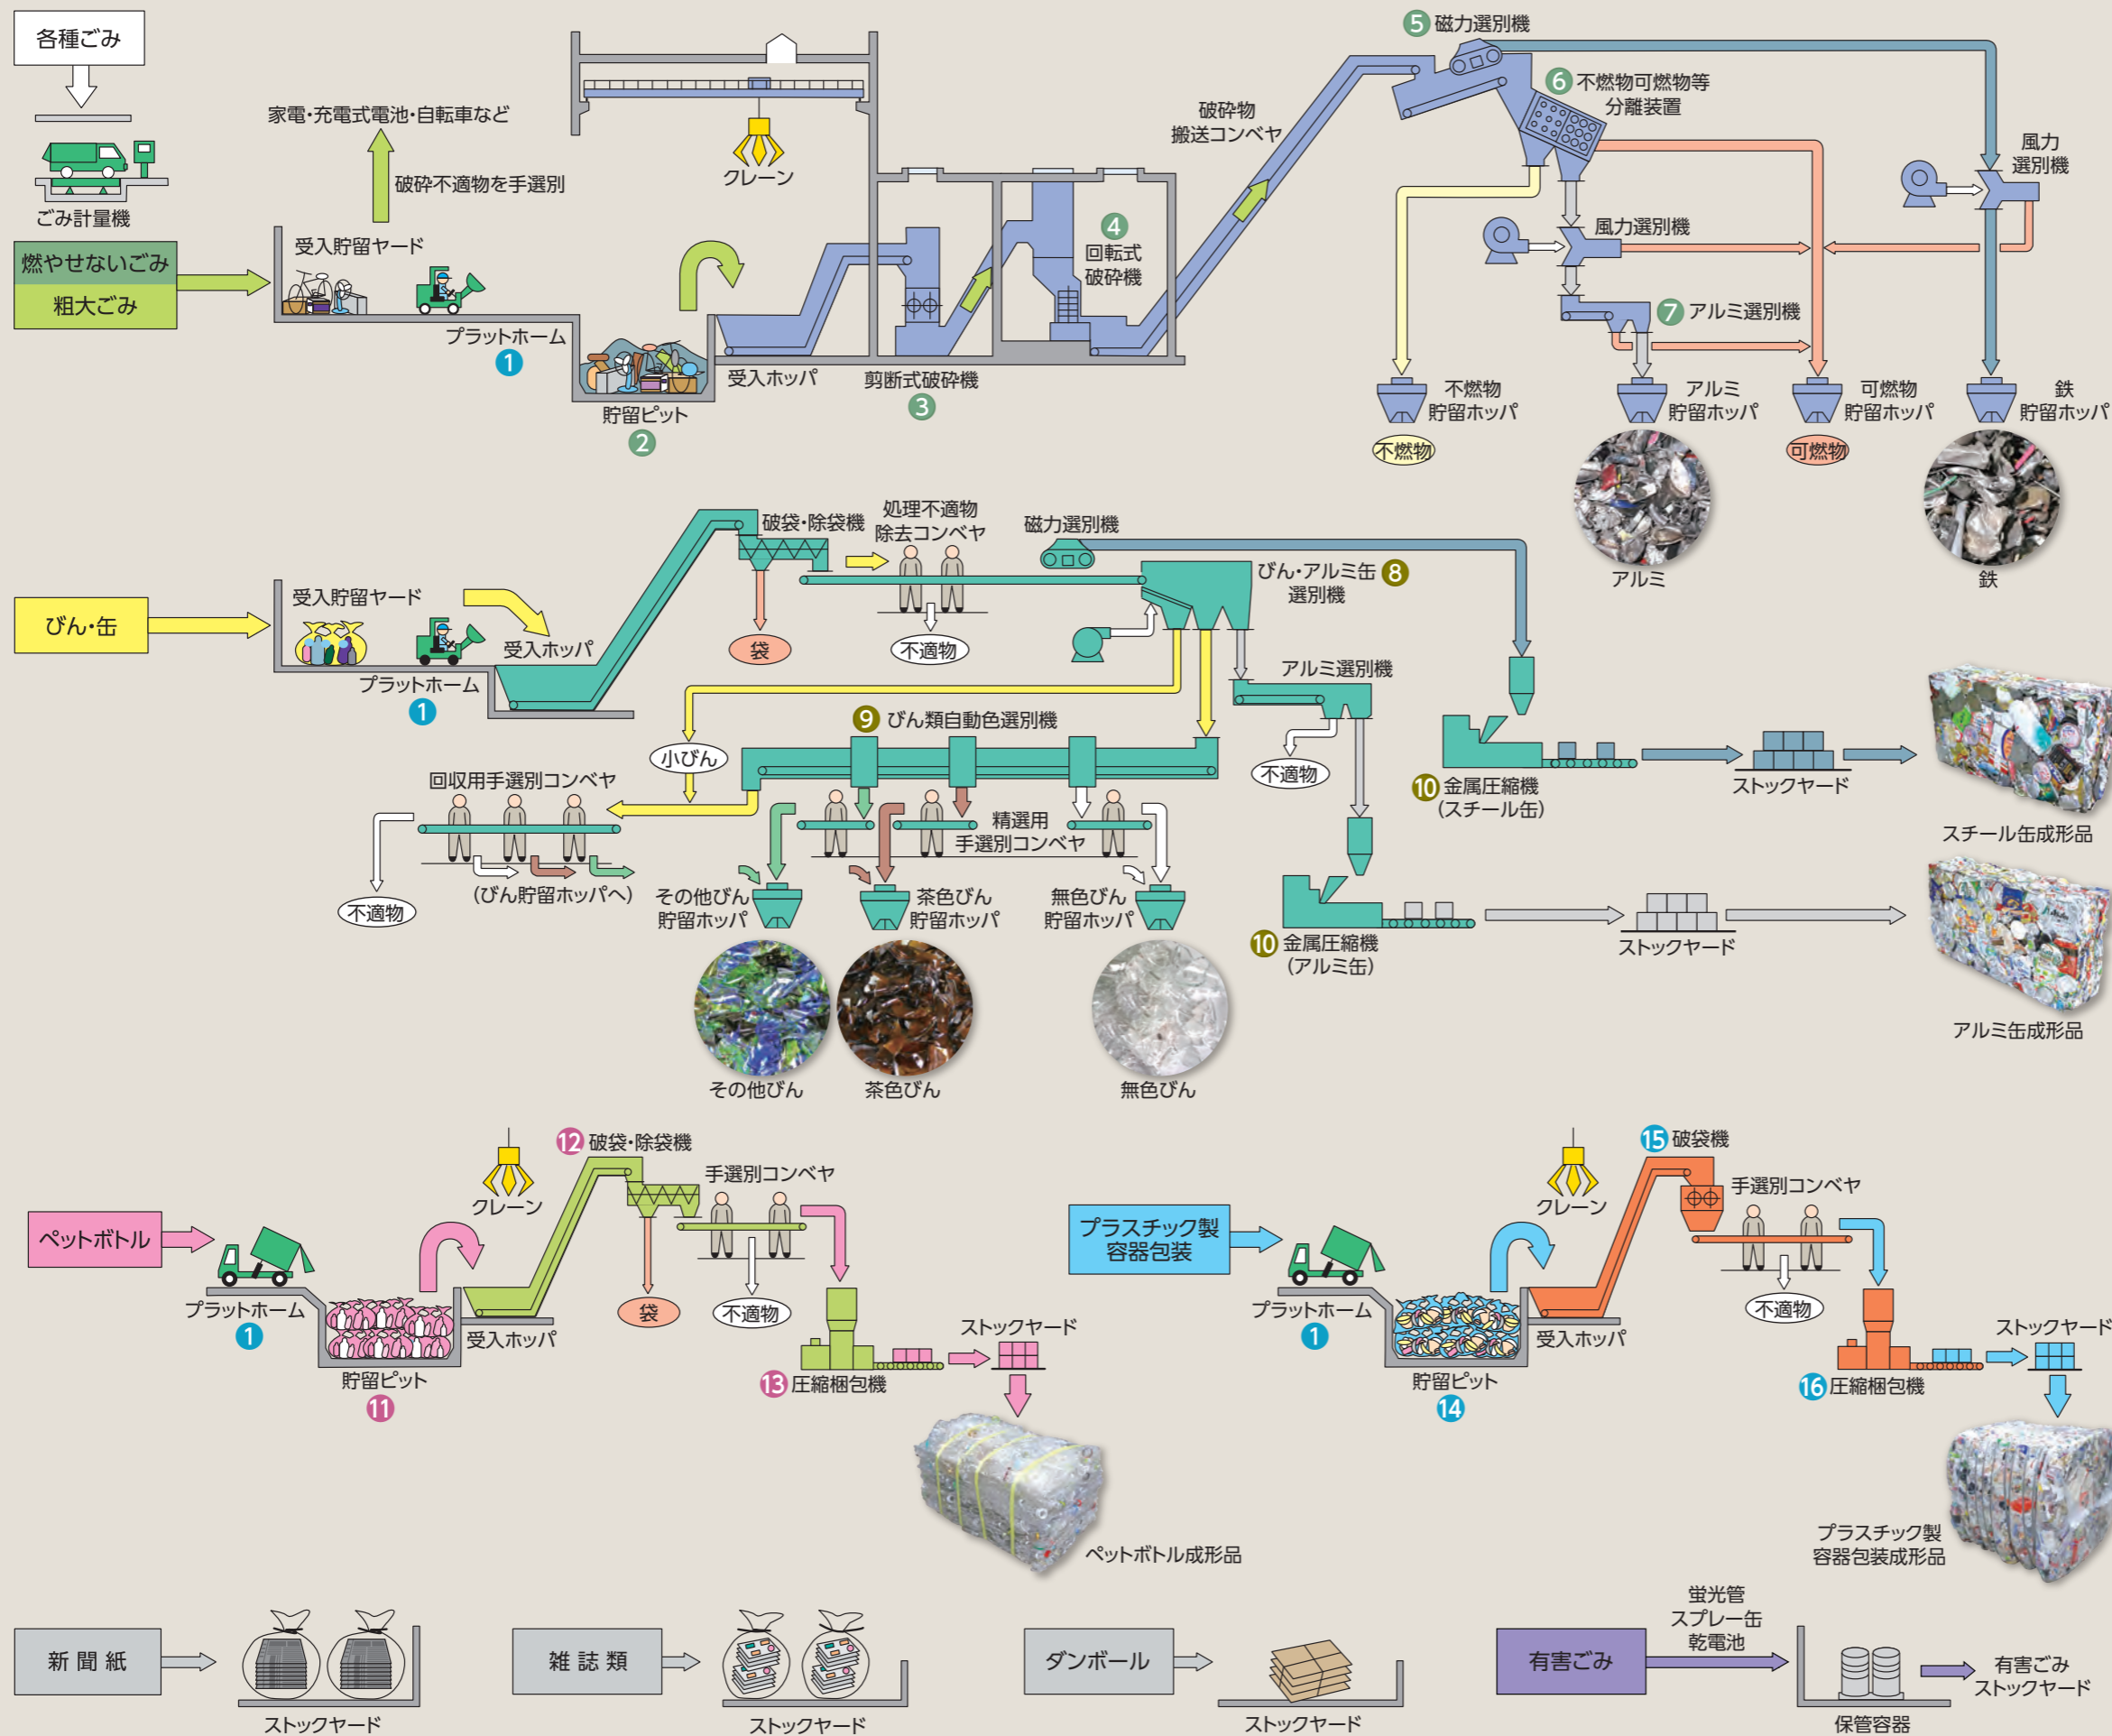 各種ごみ
ごみ計量機
燃やせないごみ
粗大ごみ
家電・充電式電池・自転車など
破砕不適物を手選別
受入貯留ヤード
プラットホーム
1
貯留ピット
2
クレーン
受入ホッパ
剪断式破砕機
3
4
回転式
破砕機
破砕物
搬送コンベヤ
5 磁力選別機
6 不燃物可燃物等
分離装置
風力
選別機
風力選別機
7 アルミ選別機
不燃物
貯留ホッパ
アルミ
貯留ホッパ
可燃物
貯留ホッパ
鉄
貯留ホッパ
不燃物
可燃物
アルミ
鉄
びん・缶
受入貯留ヤード
プラットホーム
1
受入ホッパ
破袋・除袋機
袋
処理不適物
除去コンベヤ
不適物
磁力選別機
びん・アルミ缶 8
選別機
アルミ選別機
不適物
小びん
9 びん類自動色選別機
回収用手選別コンベヤ
不適物
(びん貯留ホッパへ)
精選用
手選別コンベヤ
その他びん
貯留ホッパ
茶色びん
貯留ホッパ
無色びん
貯留ホッパ
その他びん
茶色びん
無色びん
10 金属圧縮機
(スチール缶)
ストックヤード
スチール缶成形品
10 金属圧縮機
(アルミ缶)
ストックヤード
アルミ缶成形品
ペットボトル
プラットホーム
1
貯留ピット
11
クレーン
受入ホッパ
12 破袋・除袋機
袋
手選別コンベヤ
不適物
13 圧縮梱包機
ストックヤード
ペットボトル成形品
プラスチック製
容器包装
プラットホーム
1
貯留ピット
14
クレーン
受入ホッパ
15 破袋機
手選別コンベヤ
不適物
16 圧縮梱包機
ストックヤード
プラスチック製
容器包装成形品
新聞紙
ストックヤード
雑誌類
ストックヤード
ダンボール
ストックヤード
有害ごみ
蛍光管
スプレー缶
乾電池
保管容器
有害ごみ
ストックヤード